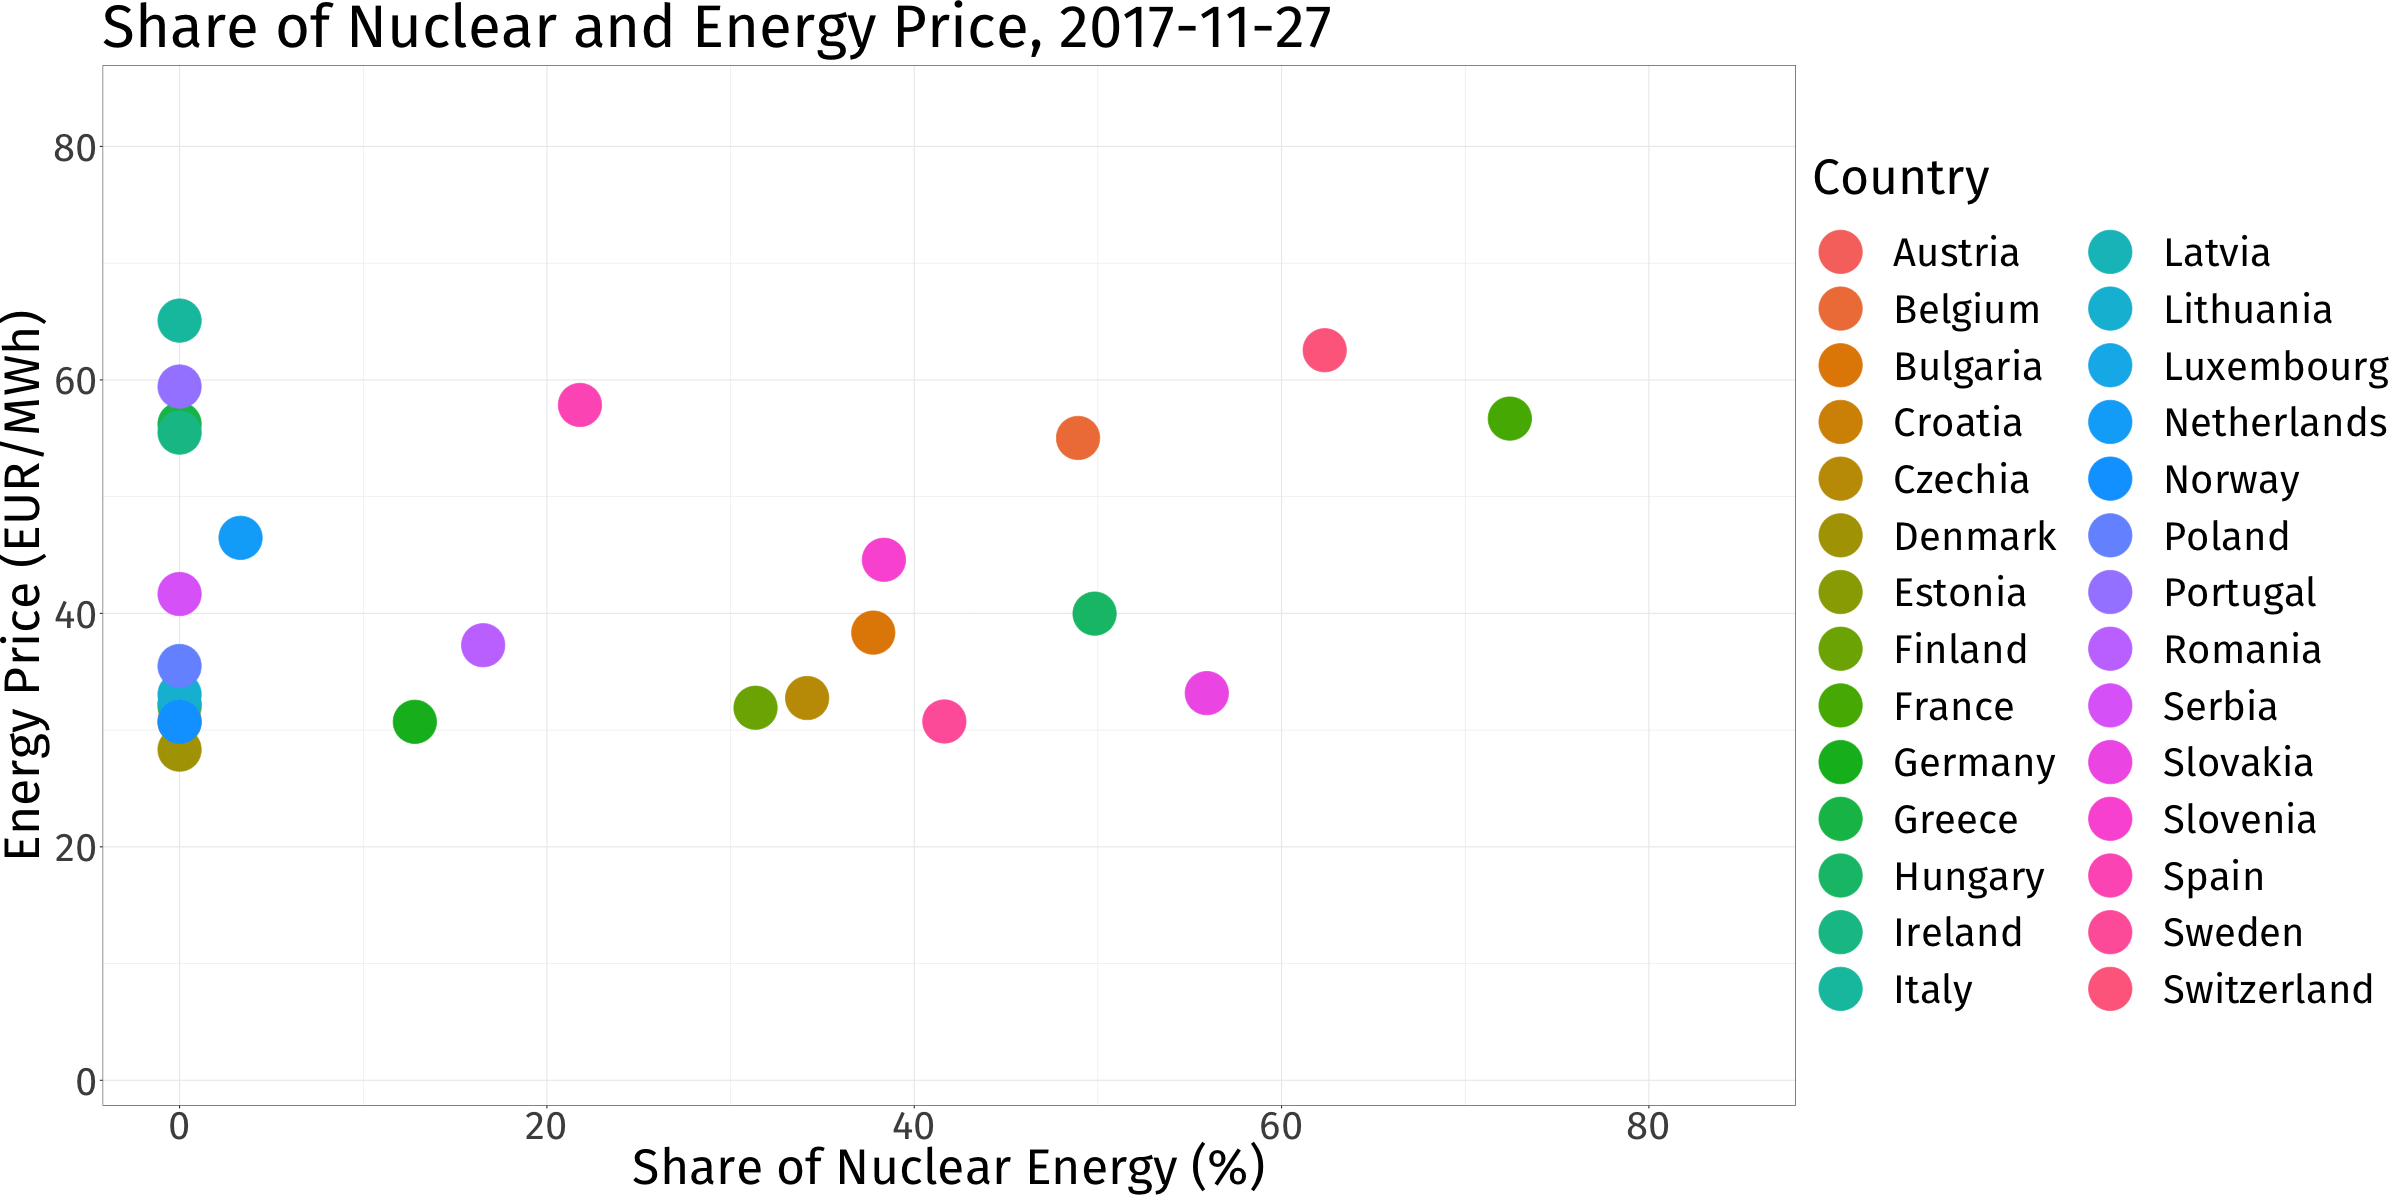 Share of Nuclear and Energy Price, 2017-11-27
Energy Price (EUR/MWh)
80
60
40
20
0
0 20 40 60 80
Share of Nuclear Energy (%)
Country
Austria
Belgium
Bulgaria
Croatia
Czechia
Denmark
Estonia
Finland
France
Germany
Greece
Hungary
Ireland
Italy
Latvia
Lithuania
Luxembourg
Netherlands
Norway
Poland
Portugal
Romania
Serbia
Slovakia
Slovenia
Spain
Sweden
Switzerland